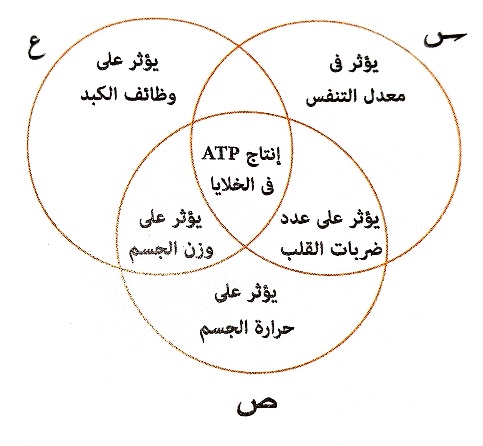 س
ع
يؤثر فى
معدل التنفس
يؤثر على
وظائف الكبد
إنتاج ATP
فى الخلايا
يؤثر على عدد
ضربات القلب
يؤثر على
وزن الجسم
يؤثر على
حرارة الجسم
ص